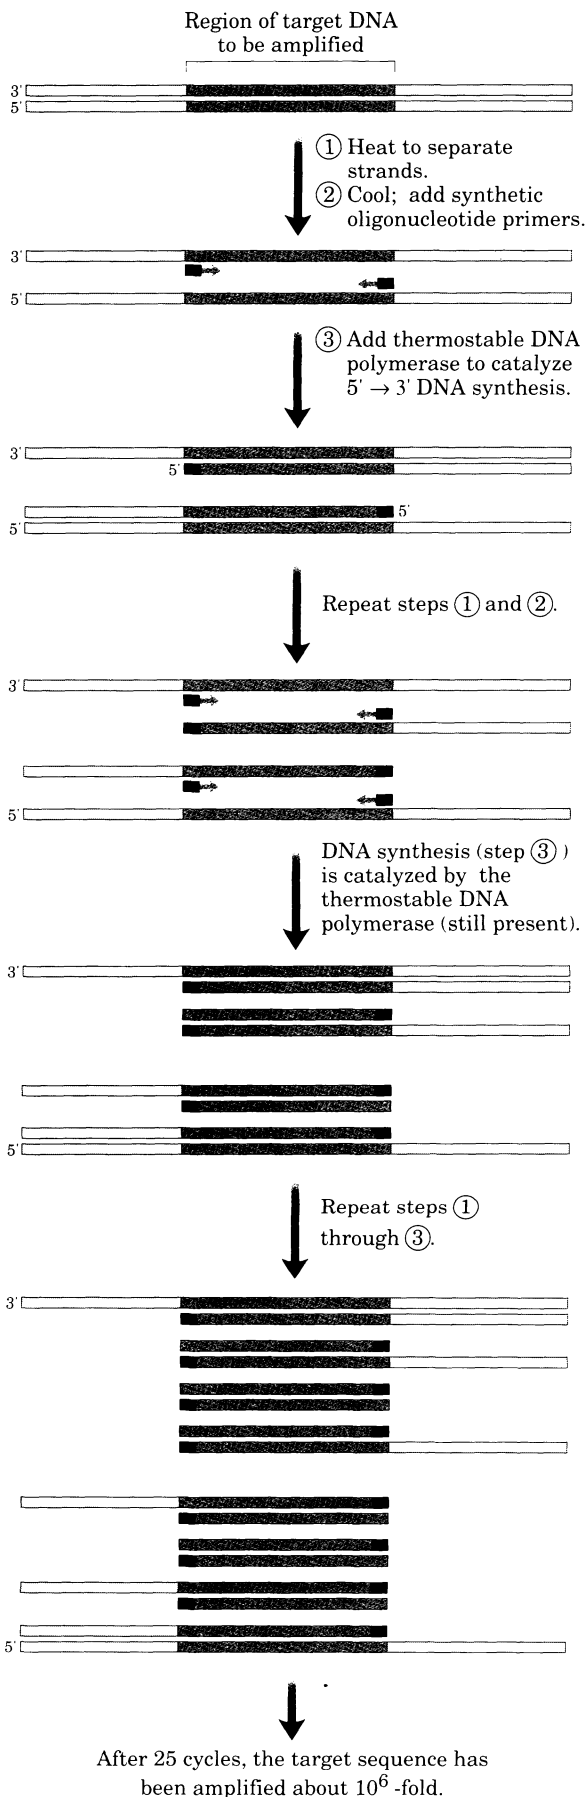 Region of target DNA
to be amplified
3'
5'
① Heat to separate
strands.
② Cool; add synthetic
oligonucleotide primers.
3'
5'
③ Add thermostable DNA
polymerase to catalyze
5' → 3' DNA synthesis.
3'
5'
5'
5'
Repeat steps ① and ②.
3'
5'
DNA synthesis (step ③ )
is catalyzed by the
thermostable DNA
polymerase (still present).
3'
5'
Repeat steps ①
through ③.
3'
5'
After 25 cycles, the target sequence has
been amplified about 10⁶ -fold.